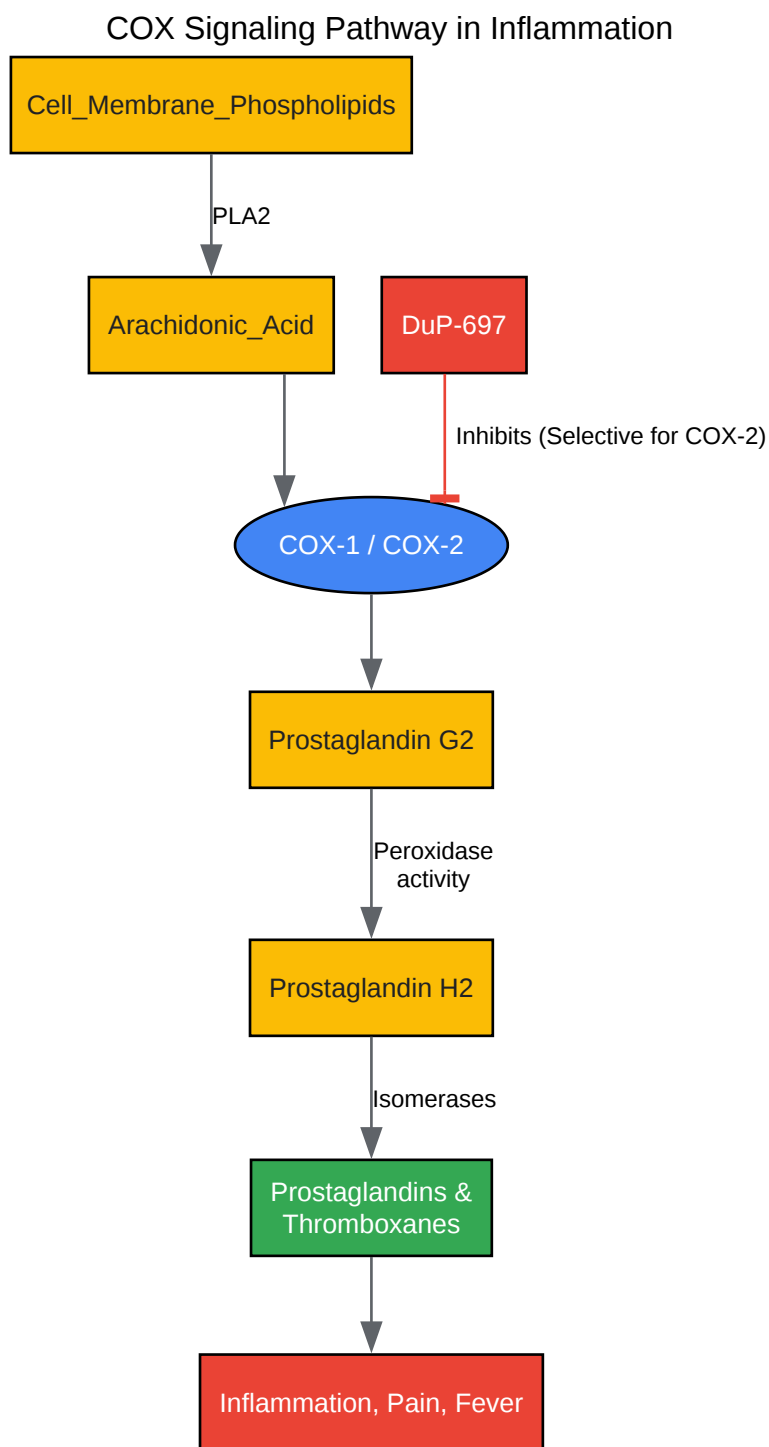 COX Signaling Pathway in Inflammation
Cell_Membrane_Phospholipids
PLA2
Arachidonic_Acid
DuP-697
Inhibits (Selective for COX-2)
COX-1 / COX-2
Prostaglandin G2
Peroxidase
activity
Prostaglandin H2
Isomerases
Prostaglandins &
Thromboxanes
Inflammation, Pain, Fever